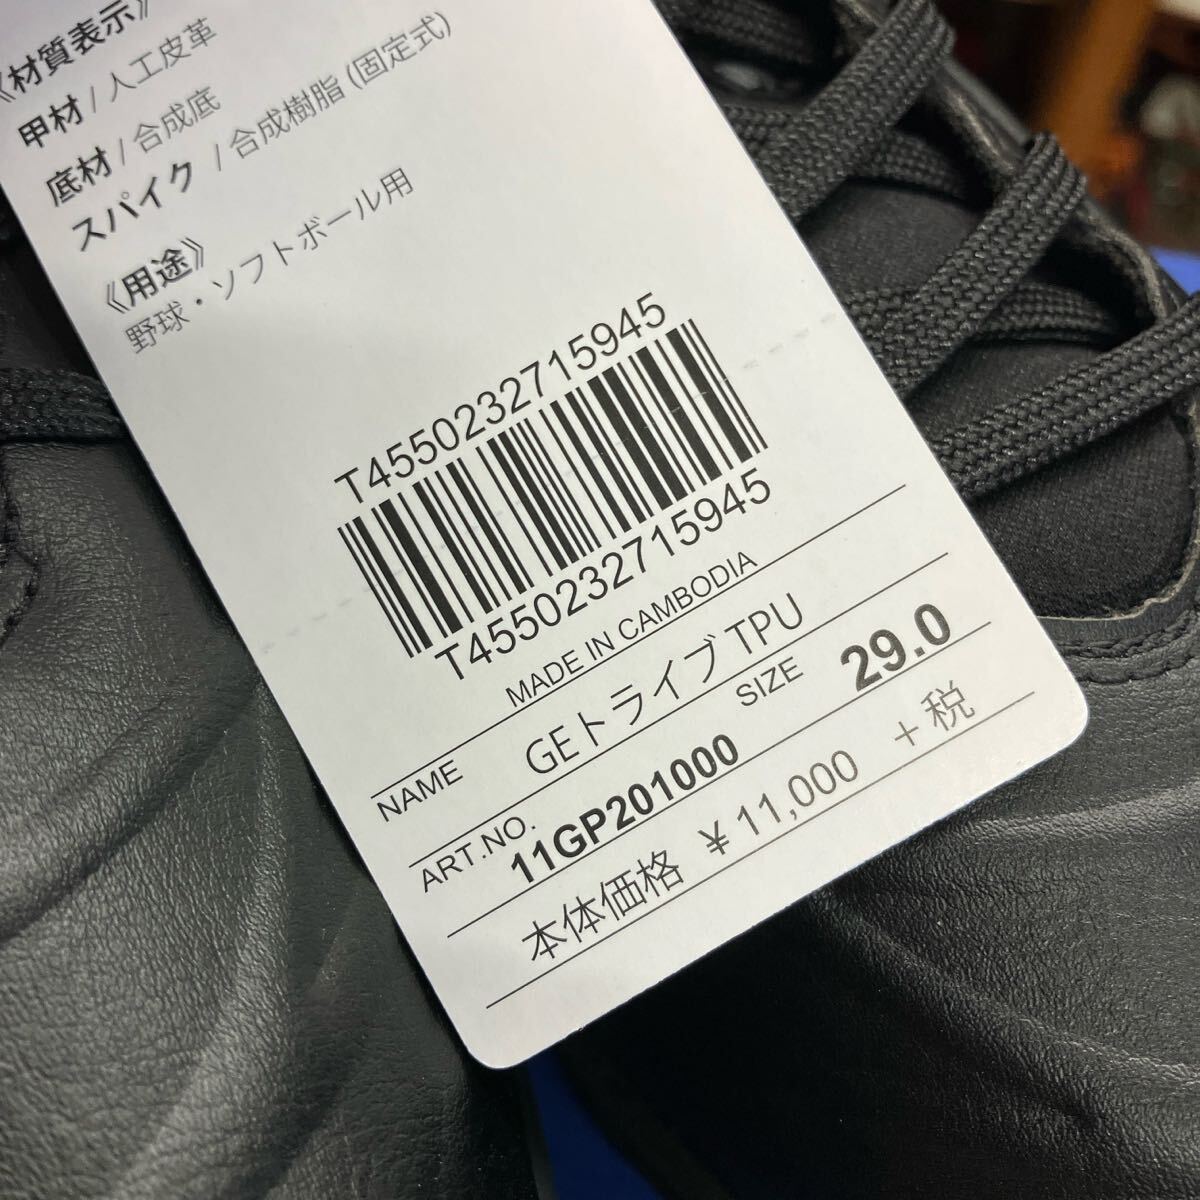 《材質表示》
甲材 / 人工皮革
底材 / 合成底
スパイク / 合成樹脂 (固定式)
《用途》
野球・ソフトボール用
T4550232715945
T4550232715945
MADE IN CAMBODIA
NAME GEトライブTPU
ART.NO. 11GP201000 SIZE 29.0
本体価格 ¥11,000 +税